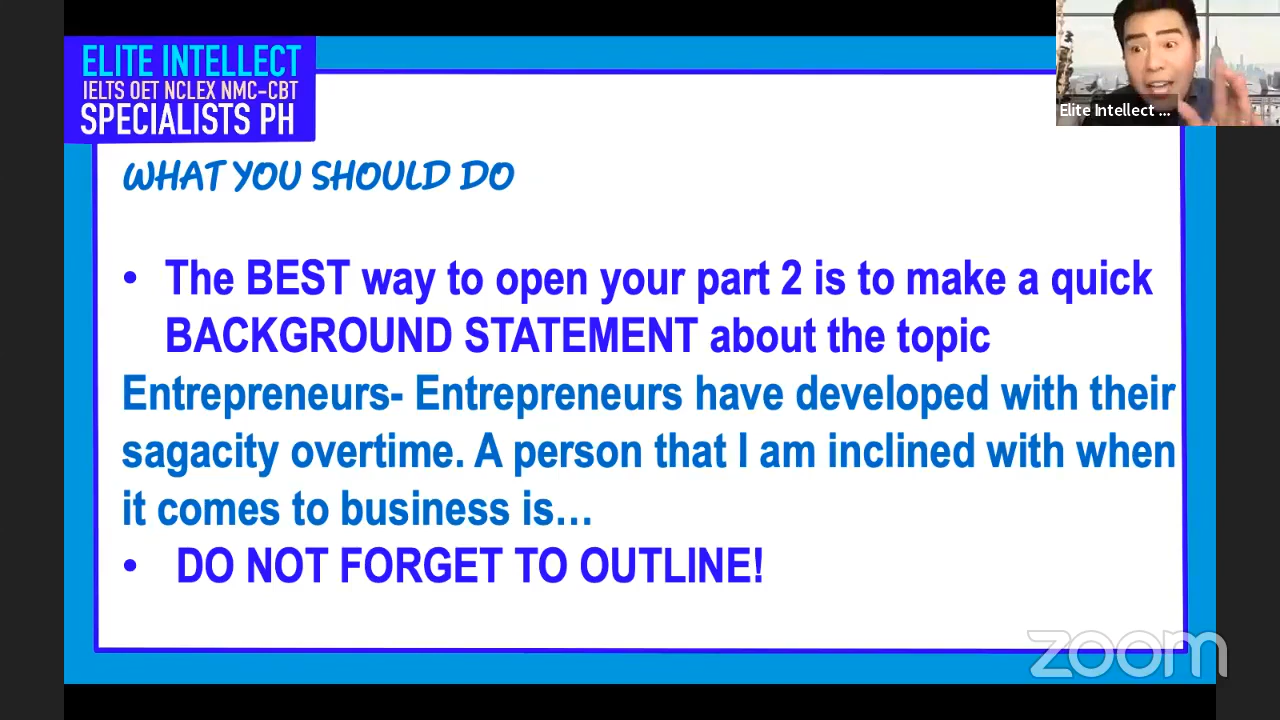 ELITE INTELLECT
IELTS OET NCLEX NMC-CBT
SPECIALISTS PH
Elite Intellect ...
WHAT YOU SHOULD DO
• The BEST way to open your part 2 is to make a quick
BACKGROUND STATEMENT about the topic
Entrepreneurs- Entrepreneurs have developed with their
sagacity overtime. A person that I am inclined with when
it comes to business is...
• DO NOT FORGET TO OUTLINE!
zoom